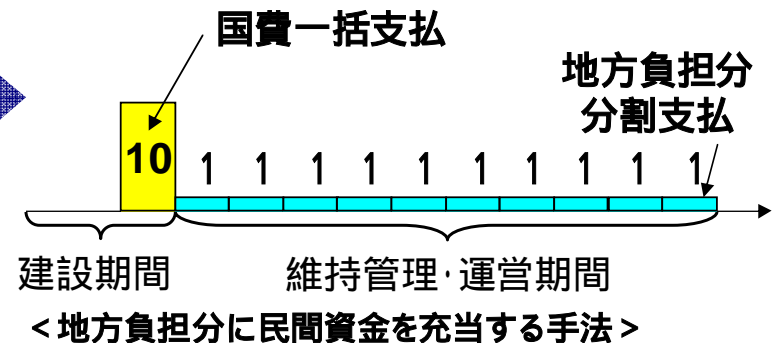 国費一括支払
地方負担分
分割支払
10 1 1 1 1 1 1 1 1 1 1
建設期間 維持管理・運営期間
＜地方負担分に民間資金を充当する手法＞